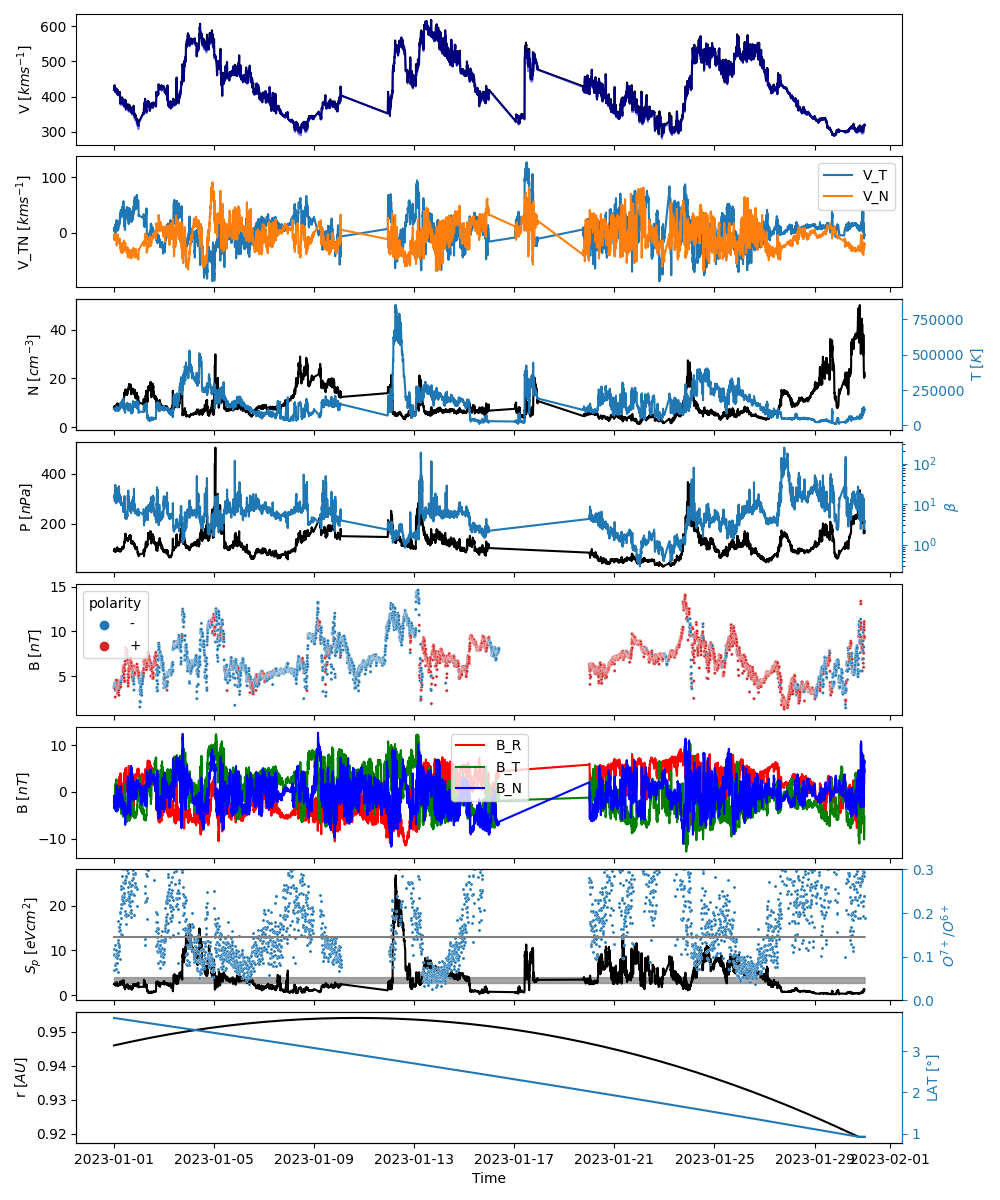 600
500
400
300
V [kms⁻¹]
100
0
V_TN [kms⁻¹]
V_T
V_N
40
20
0
N [cm⁻³]
750000
500000
250000
0
T [K]
400
200
P [nPa]
10²
10¹
10⁰
β
15
10
5
B [nT]
polarity
-
+
10
0
−10
B [nT]
B_R
B_T
B_N
20
10
0
Sₚ [eVcm²]
0.3
0.2
0.1
0.0
O⁷⁺/O⁶⁺
0.95
0.94
0.93
0.92
r [AU]
3
2
1
LAT [°]
2023-01-01 2023-01-05 2023-01-09 2023-01-13 2023-01-17 2023-01-21 2023-01-25 2023-01-29 2023-02-01
Time